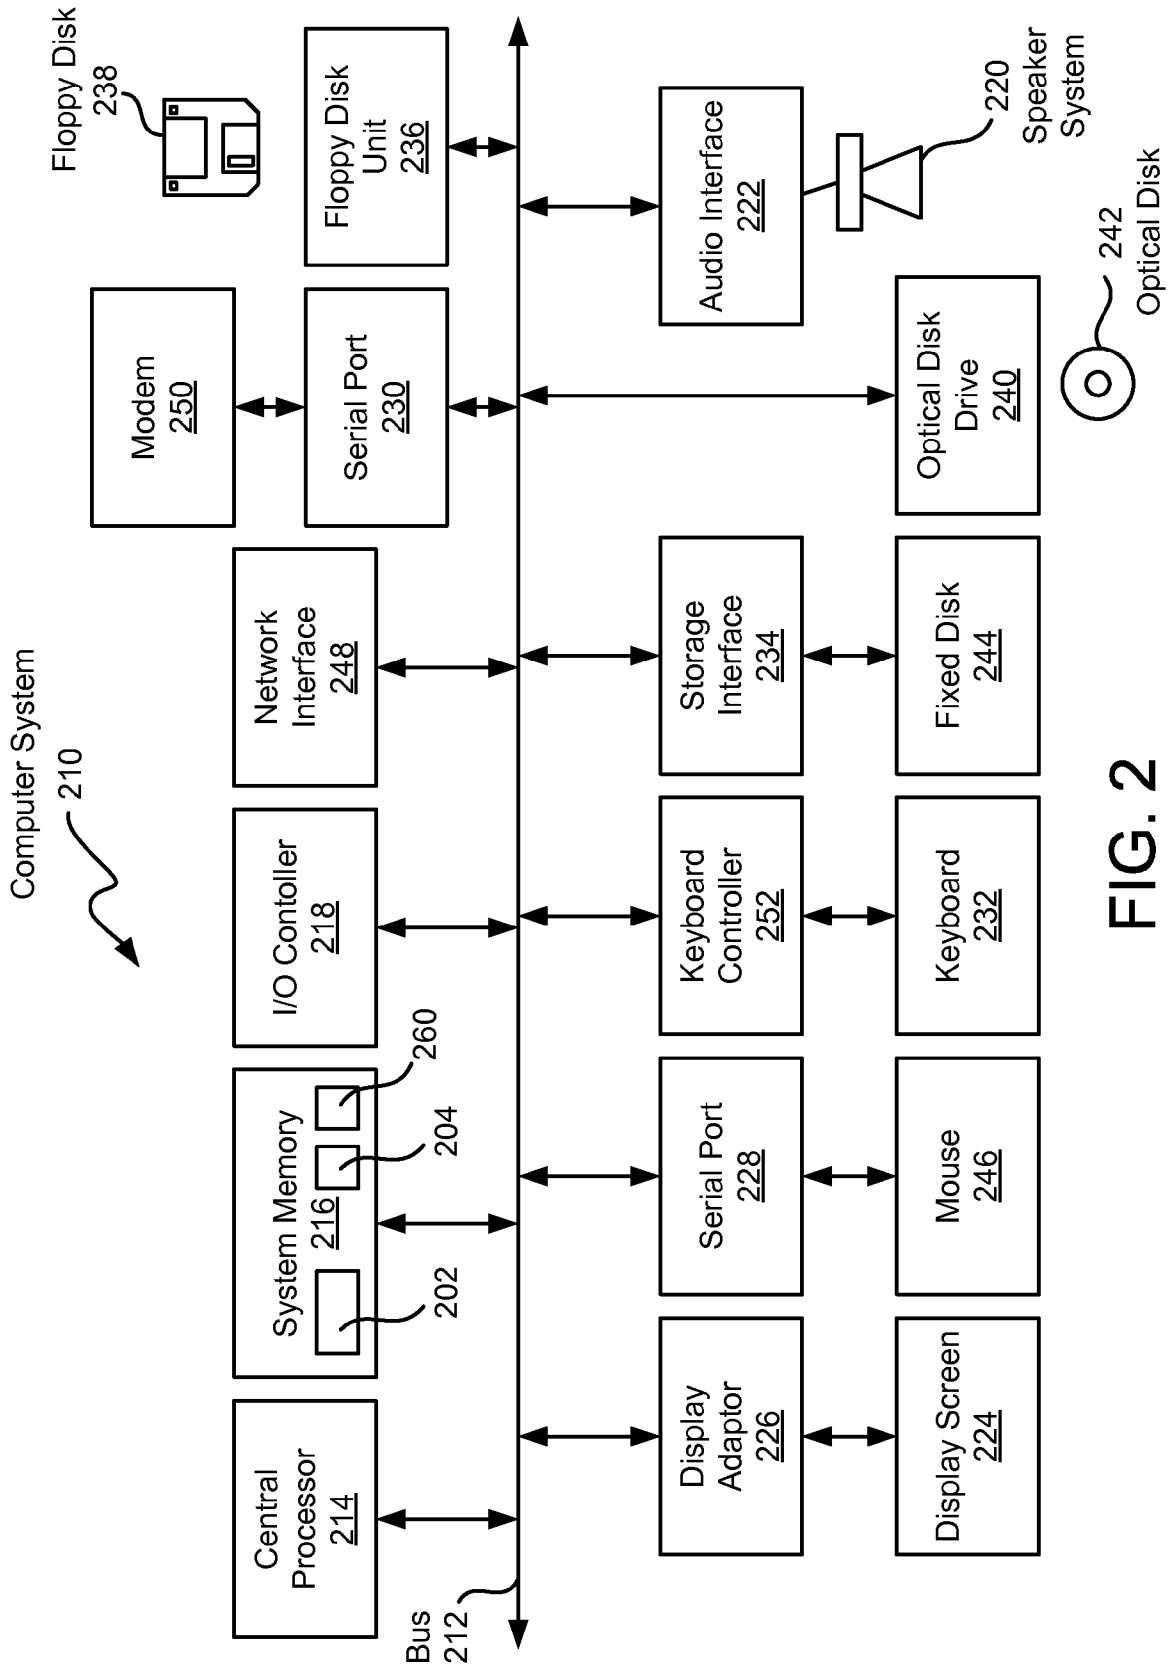 Computer System
210
Floppy Disk
238
Modem
250
Central
Processor
214
System Memory
216
202
204
260
I/O Contoller
218
Network
Interface
248
Serial Port
230
Floppy Disk
Unit
236
Bus
212
Display
Adaptor
226
Serial Port
228
Keyboard
Controller
252
Storage
Interface
234
Audio Interface
222
Display Screen
224
Mouse
246
Keyboard
232
Fixed Disk
244
Optical Disk
Drive
240
220
Speaker
System
242
Optical Disk
FIG. 2